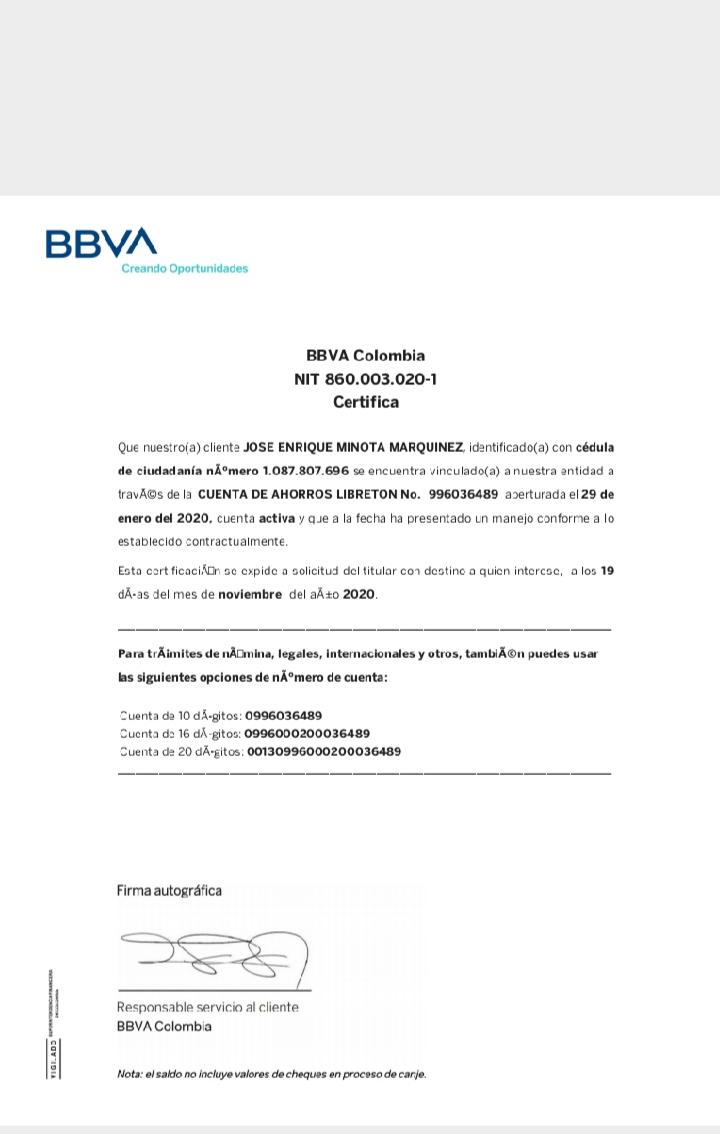 BBVA
Creando Oportunidades
BBVA Colombia
NIT 860.003.020-1
Certifica
Que nuestro(a) cliente JOSE ENRIQUE MINOTA MARQUINEZ, identificado(a) con cédula
de ciudadanía nÃºmero 1.087.807.696 se encuentra vinculado(a) a nuestra entidad a
travÃ©s de la CUENTA DE AHORROS LIBRETON No. 996036489 aperturada el 29 de
enero del 2020, cuenta activa y que a la fecha ha presentado un manejo conforme a lo
establecido contractualmente.
Esta certificaciÃ□n se expide a solicitud del titular con destino a quien interese, a los 19
dÃ-as del mes de noviembre del aÃ±o 2020.
Para trÃ¡mites de nÃ□mina, legales, internacionales y otros, tambiÃ©n puedes usar
las siguientes opciones de nÃºmero de cuenta:
Cuenta de 10 dÃ-gitos: 0996036489
Cuenta de 16 dÃ-gitos: 0996000200036489
Cuenta de 20 dÃ-gitos: 00130996000200036489
Firma autográfica
Responsable servicio al cliente
BBVA Colombia
Nota: el saldo no incluye valores de cheques en proceso de canje.
VIGILADO SUPERINTENDENCIA FINANCIERA
DE COLOMBIA